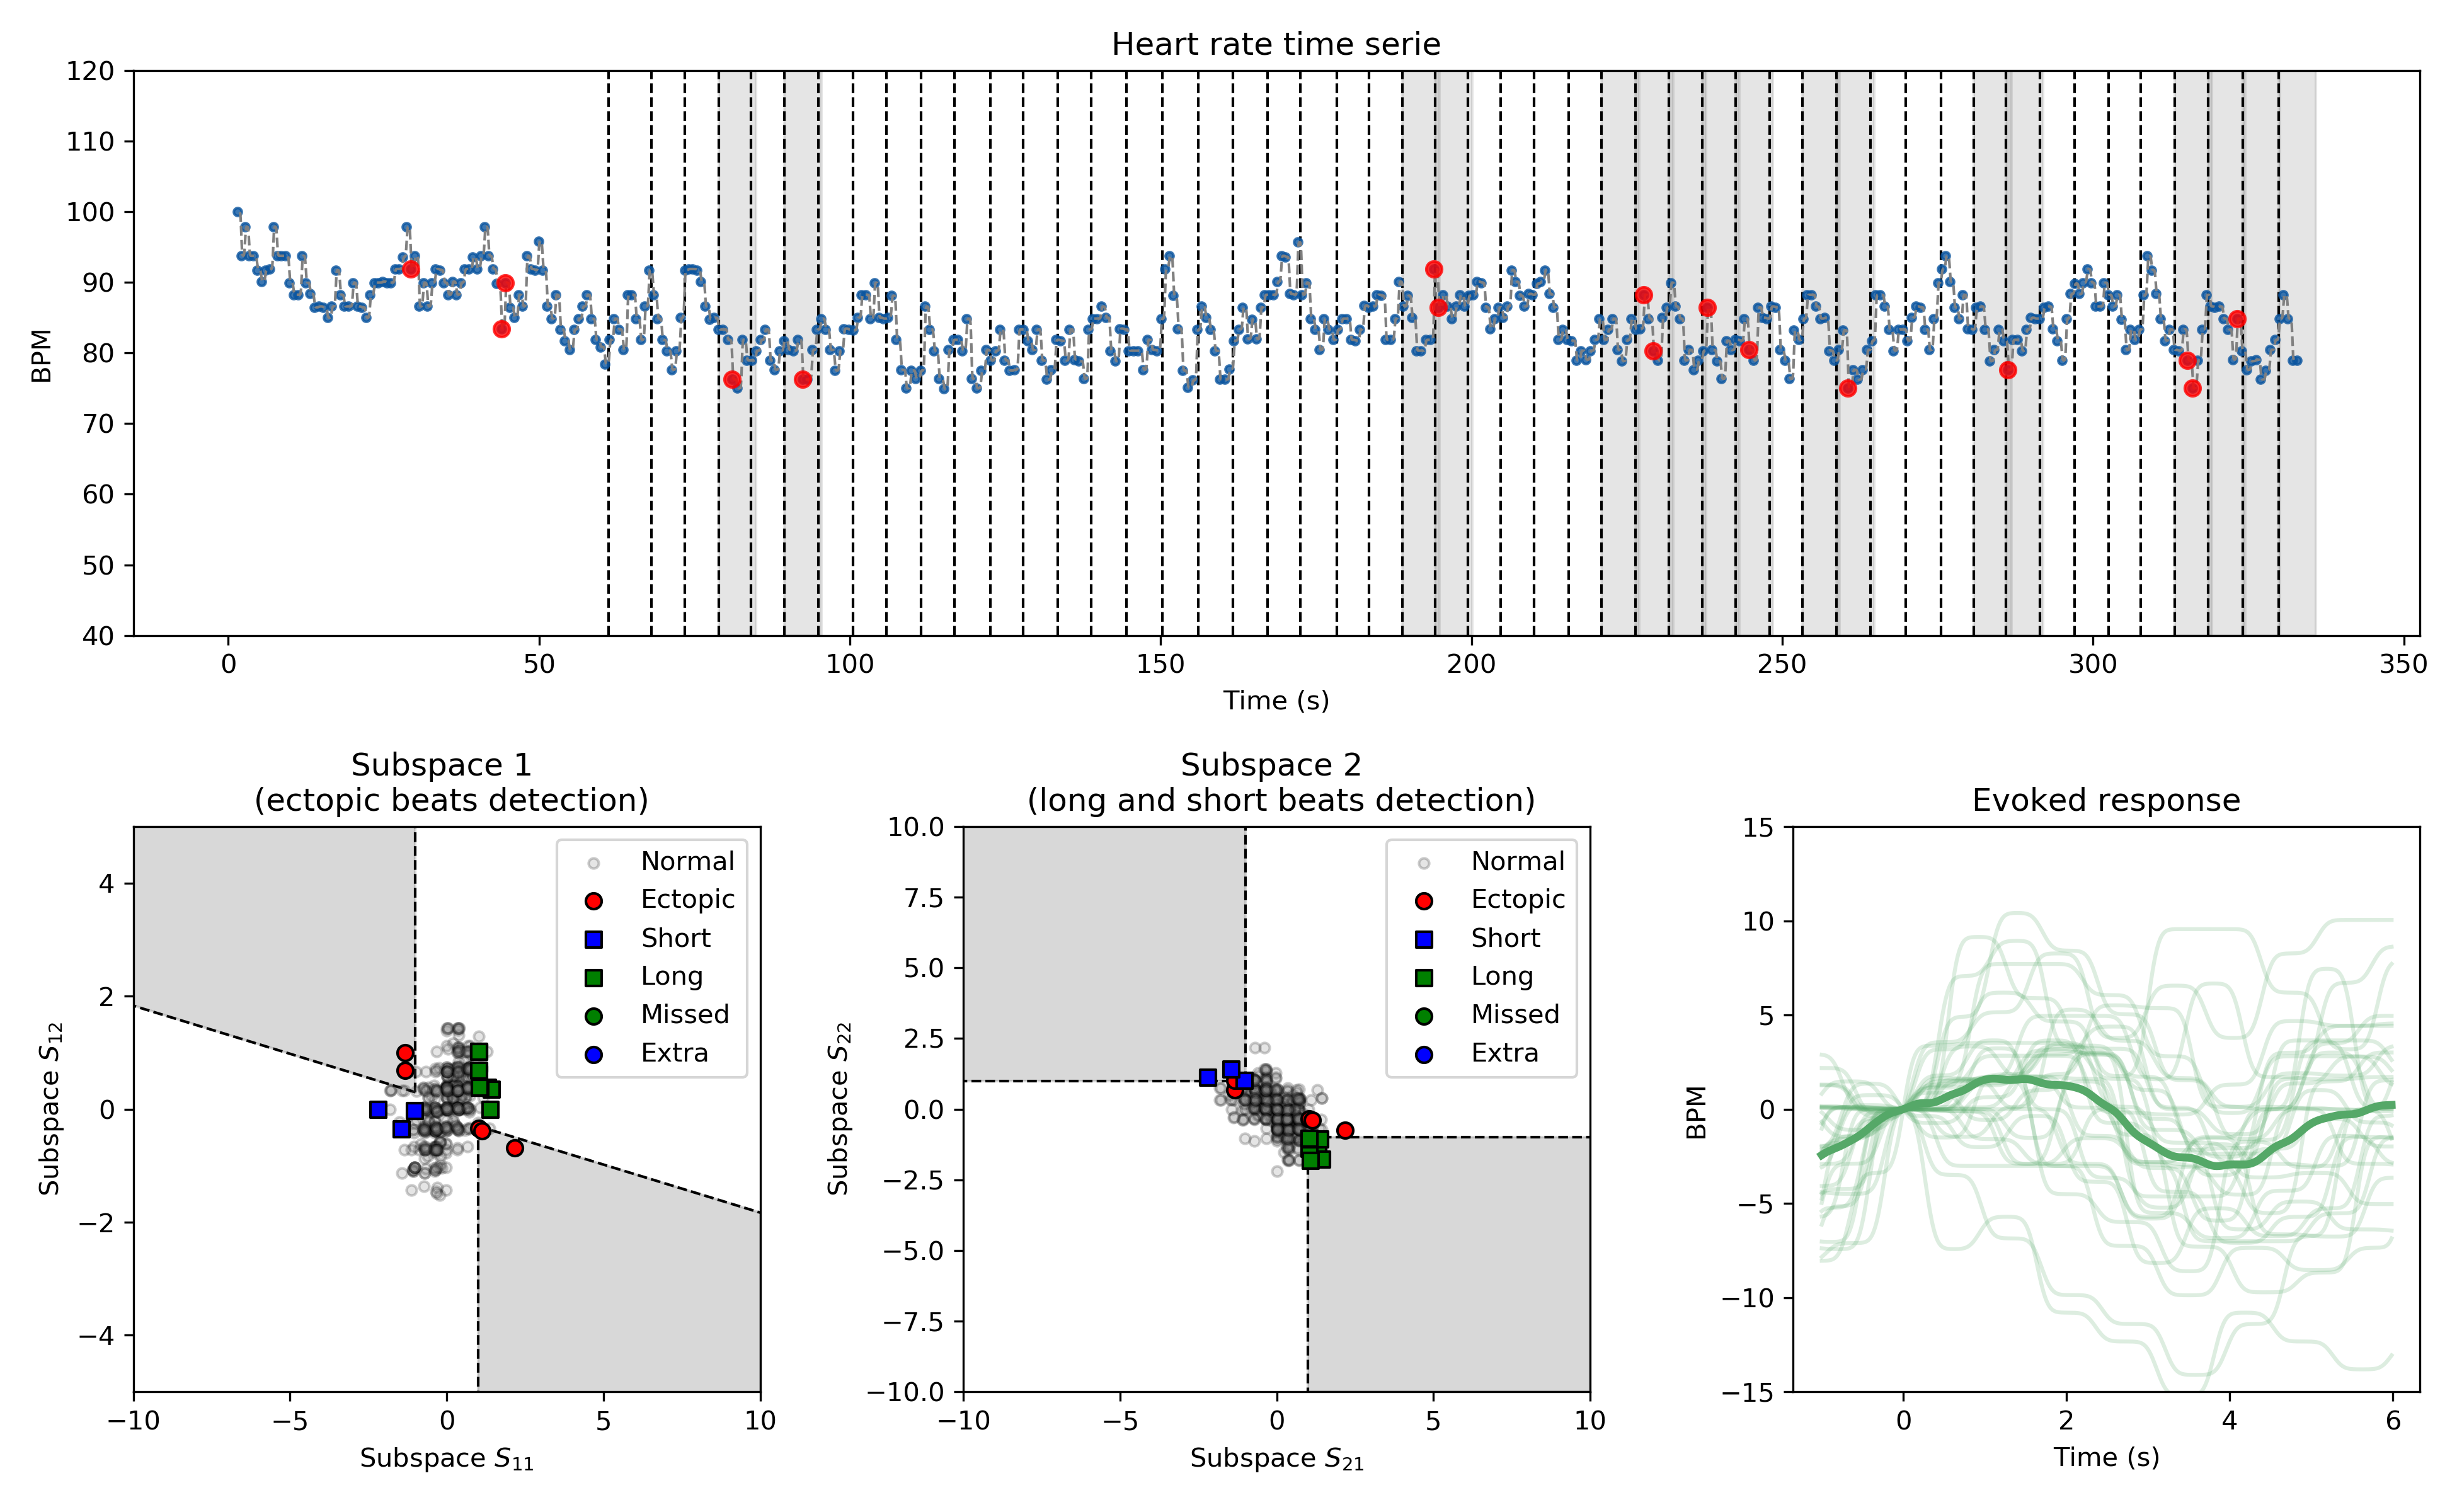 Heart rate time serie
120
110
100
90
80
70
60
50
40
BPM
0 50 100 150 200 250 300 350
Time (s)
Subspace 1
(ectopic beats detection)
4
2
0
−2
−4
Subspace S12
−10 −5 0 5 10
Subspace S11
Normal
Ectopic
Short
Long
Missed
Extra
Subspace 2
(long and short beats detection)
10.0
7.5
5.0
2.5
0.0
−2.5
−5.0
−7.5
−10.0
Subspace S22
−10 −5 0 5 10
Subspace S21
Normal
Ectopic
Short
Long
Missed
Extra
Evoked response
15
10
5
0
−5
−10
−15
BPM
0 2 4 6
Time (s)